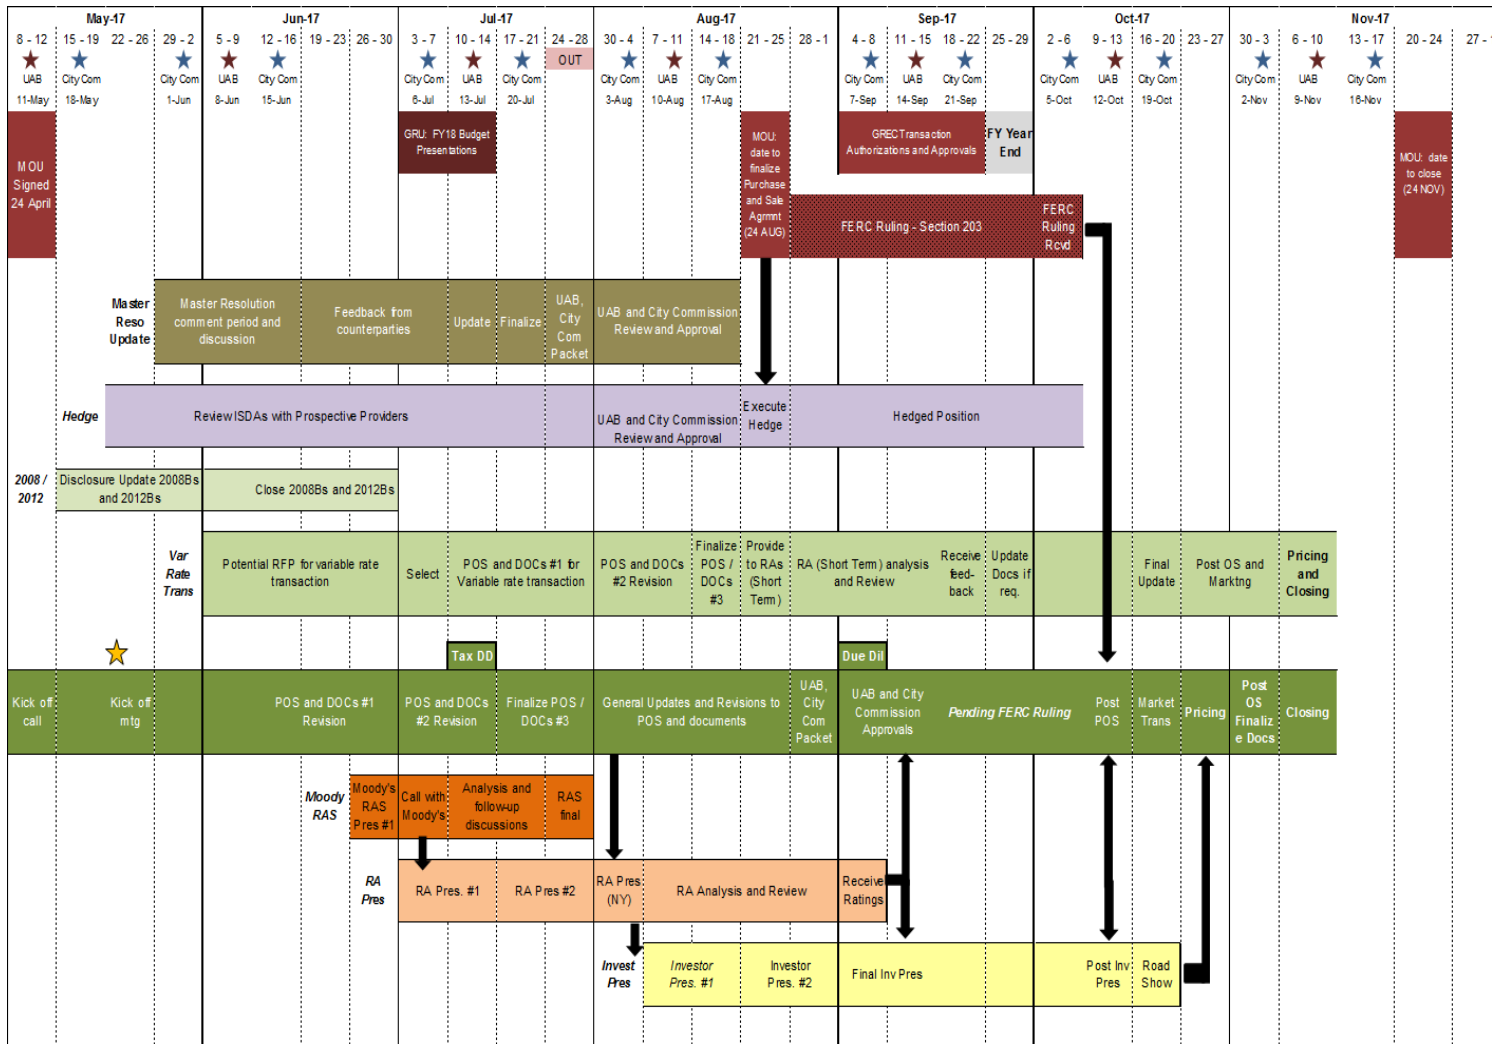 May-17 Jun-17 Jul-17 Aug-17 Sep-17 Oct-17 Nov-17
8 - 12 15 - 19 22 - 26 29 - 2 5 - 9 12 - 16 19 - 23 26 - 30 3 - 7 10 - 14 17 - 21 24 - 28 30 - 4 7 - 11 14 - 18 21 - 25 28 - 1 4 - 8 11 - 15 18 - 22 25 - 29 2 - 6 9 - 13 16 - 20 23 - 27 30 - 3 6 - 10 13 - 17 20 - 24 27 - 1
OUT
UAB City Com City Com UAB City Com City Com UAB City Com City Com UAB City Com City Com UAB City Com City Com UAB City Com City Com UAB City Com
11-May 18-May 1-Jun 8-Jun 15-Jun 6-Jul 13-Jul 20-Jul 3-Aug 10-Aug 17-Aug 7-Sep 14-Sep 21-Sep 5-Oct 12-Oct 19-Oct 2-Nov 9-Nov 16-Nov
MOU
Signed
24 April
GRU: FY18 Budget
Presentations
MOU:
date to
finalize
Purchase
and Sale
Agrmnt
(24 AUG)
GREC Transaction
Authorizations and Approvals
FY Year
End
MOU: date
to close
(24 NOV)
FERC Ruling - Section 203
FERC
Ruling
Rcvd
Master
Reso
Update
Master Resolution
comment period and
discussion
Feedback from
counterparties
Update
Finalize
UAB,
City
Com
Packet
UAB and City Commission
Review and Approval
Hedge
Review ISDAs with Prospective Providers
UAB and City Commission
Review and Approval
Execute
Hedge
Hedged Position
2008 /
2012
Disclosure Update 2008Bs
and 2012Bs
Close 2008Bs and 2012Bs
Var
Rate
Trans
Potential RFP for variable rate
transaction
Select
POS and DOCs #1 for
Variable rate transaction
POS and DOCs
#2 Revision
Finalize
POS /
DOCs
#3
Provide
to RAs
(Short
Term)
RA (Short Term) analysis
and Review
Receive
feed-
back
Update
Docs if
req.
Final
Update
Post OS and
Marktng
Pricing
and
Closing
Tax DD
Due Dil
Kick off
call
Kick off
mtg
POS and DOCs #1
Revision
POS and DOCs
#2 Revision
Finalize POS /
DOCs #3
General Updates and Revisions to
POS and documents
UAB,
City
Com
Packet
UAB and City
Commission
Approvals
Pending FERC Ruling
Post
POS
Market
Trans
Pricing
Post
OS
Finaliz
e Docs
Closing
Moody
RAS
Moody's
RAS
Pres #1
Call with
Moody's
Analysis and
follow-up
discussions
RAS
final
RA
Pres
RA Pres. #1
RA Pres #2
RA Pres
(NY)
RA Analysis and Review
Receive
Ratings
Invest
Pres
Investor
Pres. #1
Investor
Pres. #2
Final Inv Pres
Post Inv
Pres
Road
Show